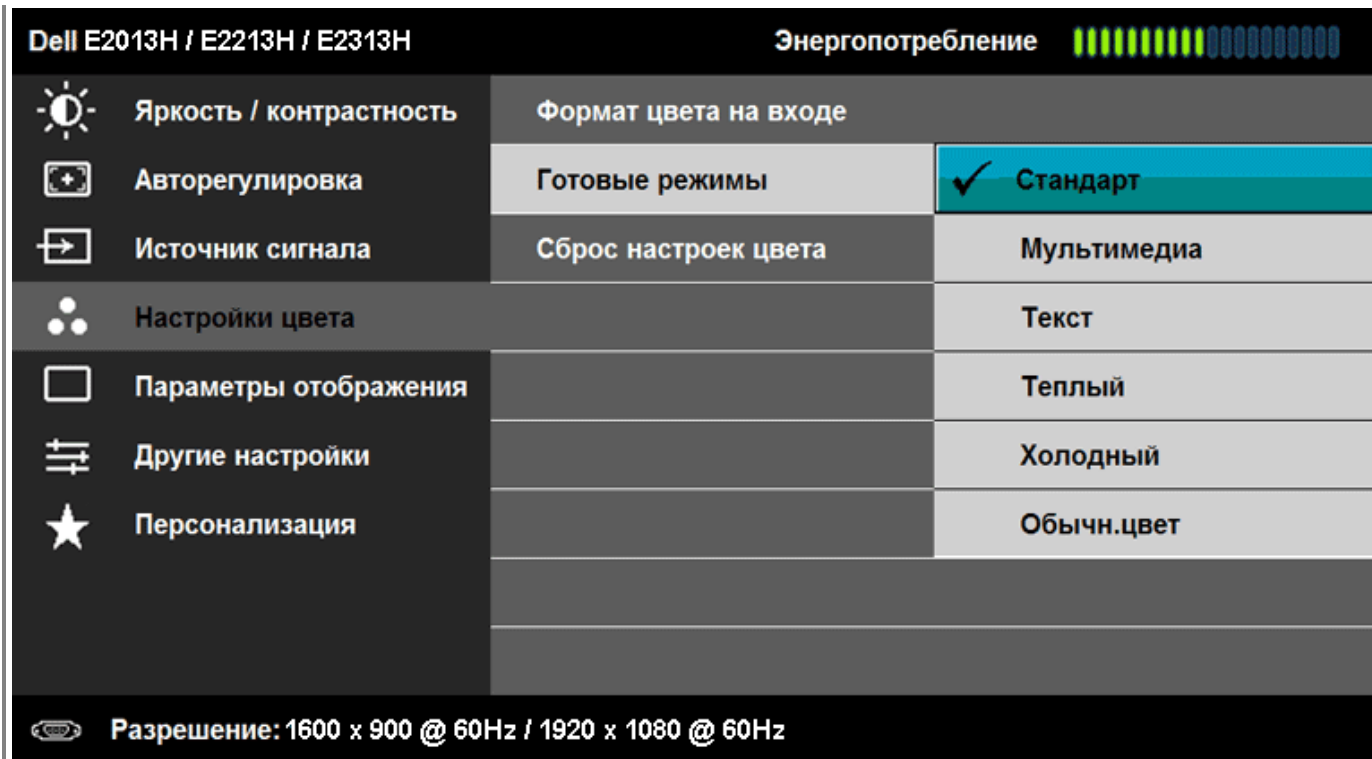 Dell E2013H / E2213H / E2313H
Энергопотребление
Яркость / контрастность
Формат цвета на входе
Авторегулировка
Готовые режимы
Стандарт
Источник сигнала
Сброс настроек цвета
Мультимедиа
Настройки цвета
Текст
Параметры отображения
Теплый
Другие настройки
Холодный
Персонализация
Обычн.цвет
Разрешение: 1600 x 900 @ 60Hz / 1920 x 1080 @ 60Hz